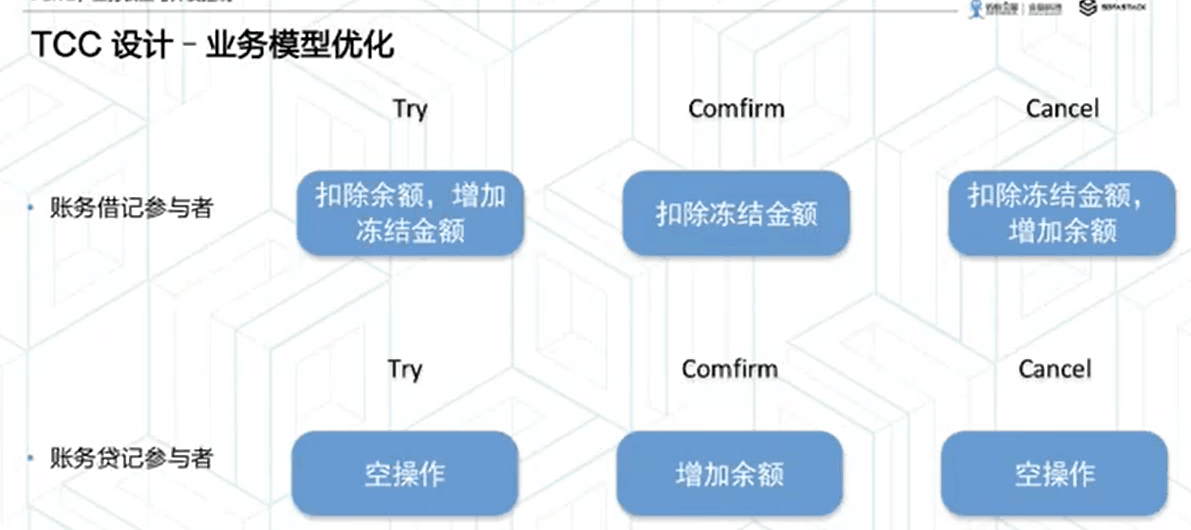 SOFASTACK
TCC 设计 – 业务模型优化
Try
Comfirm
Cancel
• 账务借记参与者
扣除余额，增加
冻结金额
扣除冻结金额
扣除冻结金额，
增加余额
Try
Comfirm
Cancel
• 账务贷记参与者
空操作
增加余额
空操作